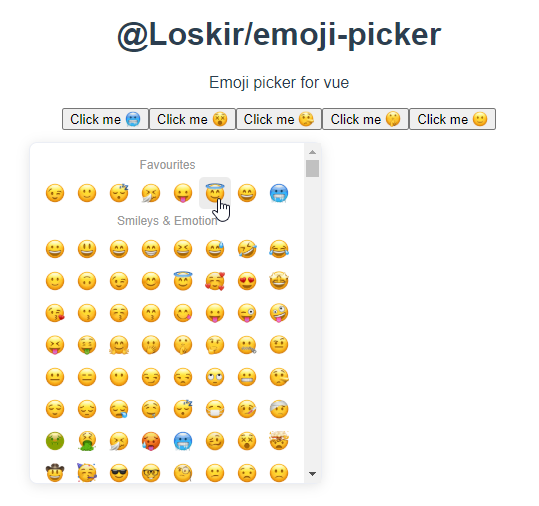 @Loskir/emoji-picker
Emoji picker for vue
Click me 🥶 Click me 😵 Click me 🤒 Click me 🤫 Click me 🙂
Favourites
Smileys & Emotion